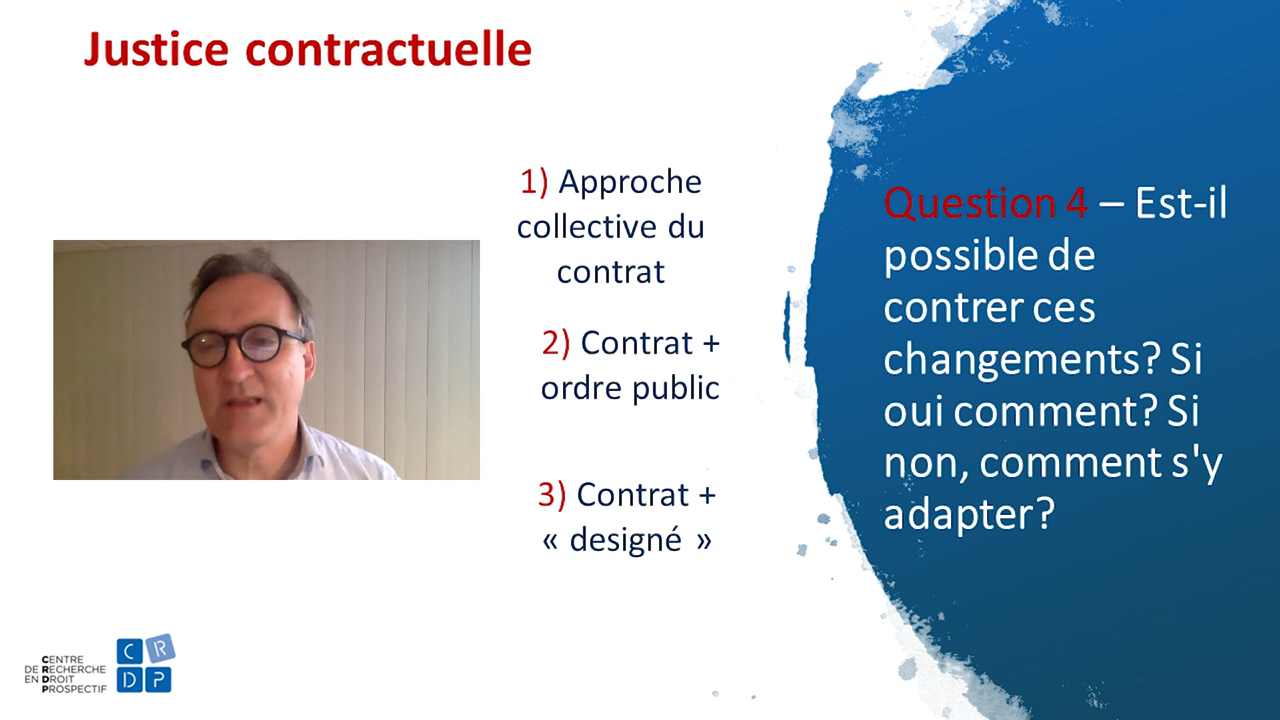 Justice contractuelle
1) Approche
collective du
contrat
2) Contrat +
ordre public
3) Contrat +
« designé »
Question 4 – Est-il
possible de
contrer ces
changements? Si
oui comment? Si
non, comment s'y
adapter?
CENTRE
DE RECHERCHE
EN DROIT
PROSPECTIF
C R
D P